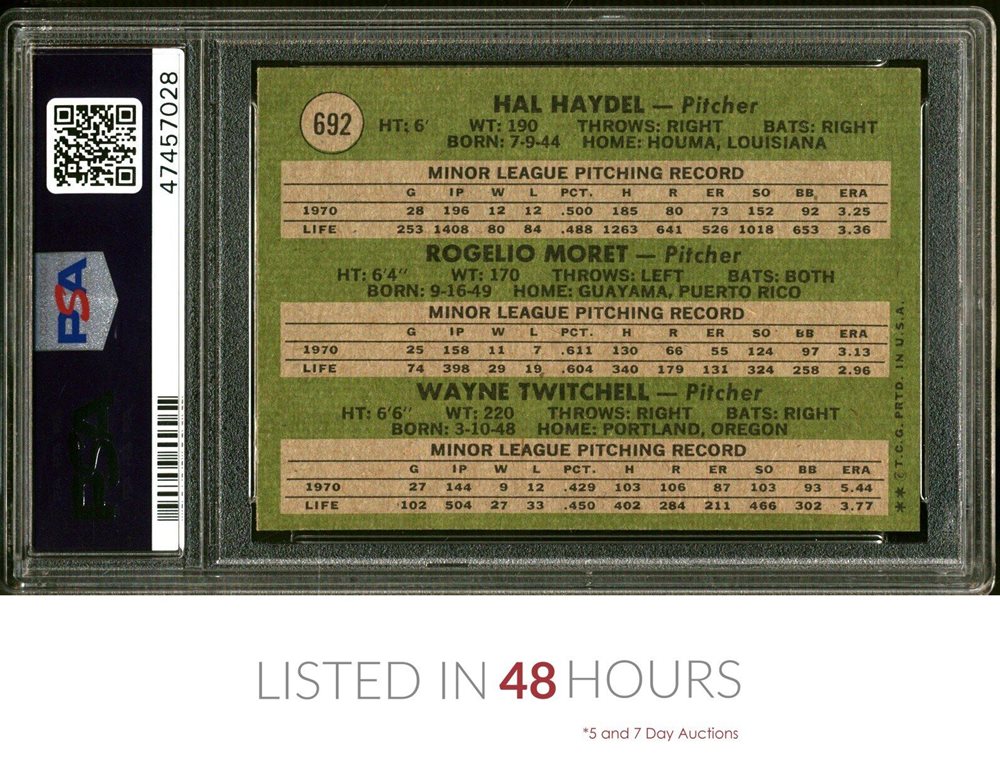 47457028
PSA
PSA
692
HAL HAYDEL — Pitcher
HT: 6' WT: 190 THROWS: RIGHT BATS: RIGHT
BORN: 7-9-44 HOME: HOUMA, LOUISIANA
MINOR LEAGUE PITCHING RECORD
G IP W L PCT. H R ER SO BB ERA
1970 28 196 12 12 .500 185 80 73 152 92 3.25
LIFE 253 1408 80 84 .488 1263 641 526 1018 653 3.36
ROGELIO MORET — Pitcher
HT: 6'4" WT: 170 THROWS: LEFT BATS: BOTH
BORN: 9-16-49 HOME: GUAYAMA, PUERTO RICO
MINOR LEAGUE PITCHING RECORD
G IP W L PCT. H R ER SO BB ERA
1970 25 158 11 7 .611 130 66 55 124 97 3.13
LIFE 74 398 29 19 .604 340 179 131 324 258 2.96
WAYNE TWITCHELL — Pitcher
HT: 6'6" WT: 220 THROWS: RIGHT BATS: RIGHT
BORN: 3-10-48 HOME: PORTLAND, OREGON
MINOR LEAGUE PITCHING RECORD
G IP W L PCT. H R ER SO BB ERA
1970 27 144 9 12 .429 103 106 87 103 93 5.44
LIFE 102 504 27 33 .450 402 284 211 466 302 3.77
** © T.C.G. PRTD. IN U.S.A.
LISTED IN 48 HOURS
*5 and 7 Day Auctions